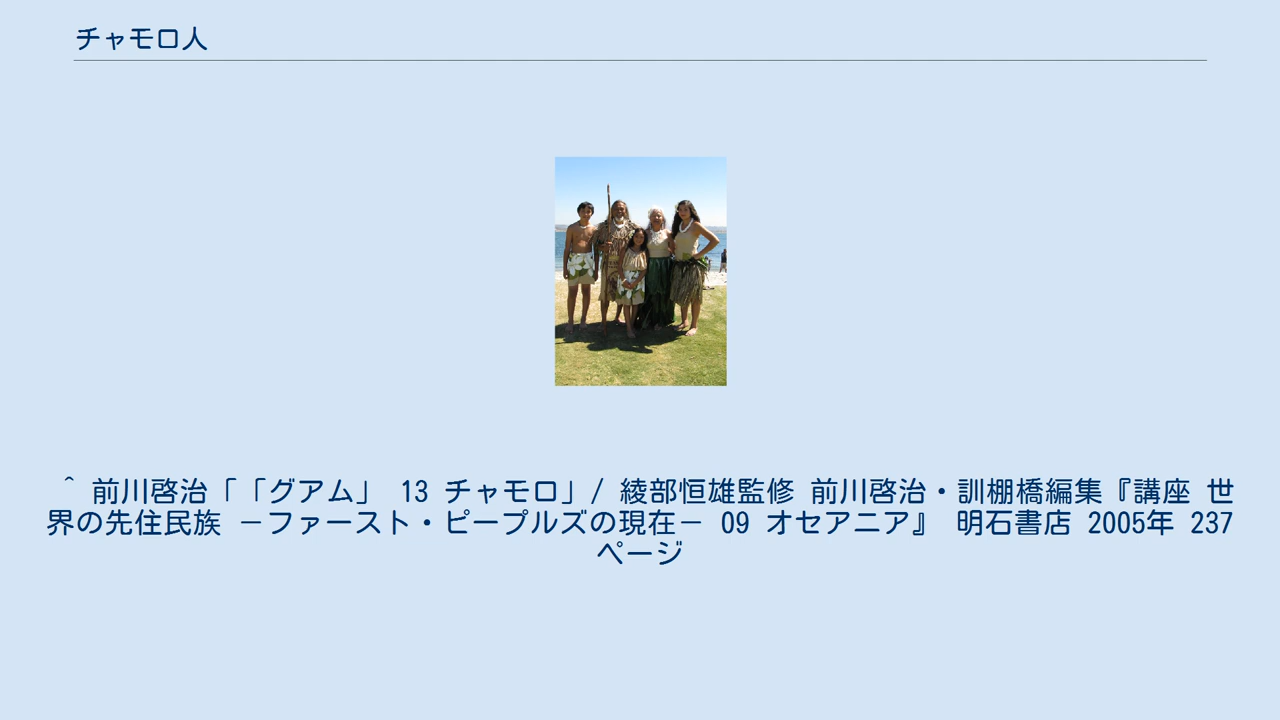 チャモロ人
^ 前川啓治「「グアム」 13 チャモロ」/ 綾部恒雄監修 前川啓治・訓棚橋編集『講座 世
界の先住民族 －ファースト・ピープルズの現在－ 09 オセアニア』 明石書店 2005年 237
ページ